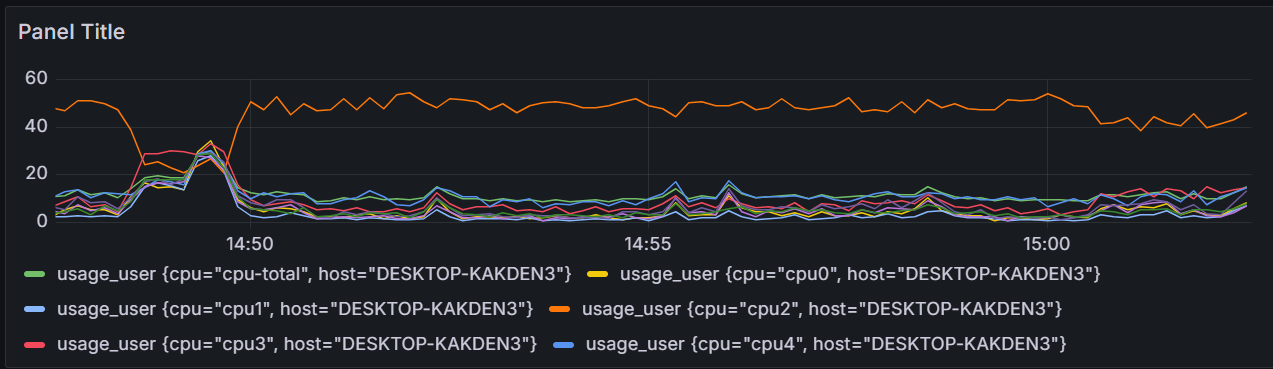 Panel Title
60
40
20
0
14:50 14:55 15:00
usage_user {cpu="cpu-total", host="DESKTOP-KAKDEN3"} usage_user {cpu="cpu0", host="DESKTOP-KAKDEN3"}
usage_user {cpu="cpu1", host="DESKTOP-KAKDEN3"} usage_user {cpu="cpu2", host="DESKTOP-KAKDEN3"}
usage_user {cpu="cpu3", host="DESKTOP-KAKDEN3"} usage_user {cpu="cpu4", host="DESKTOP-KAKDEN3"}